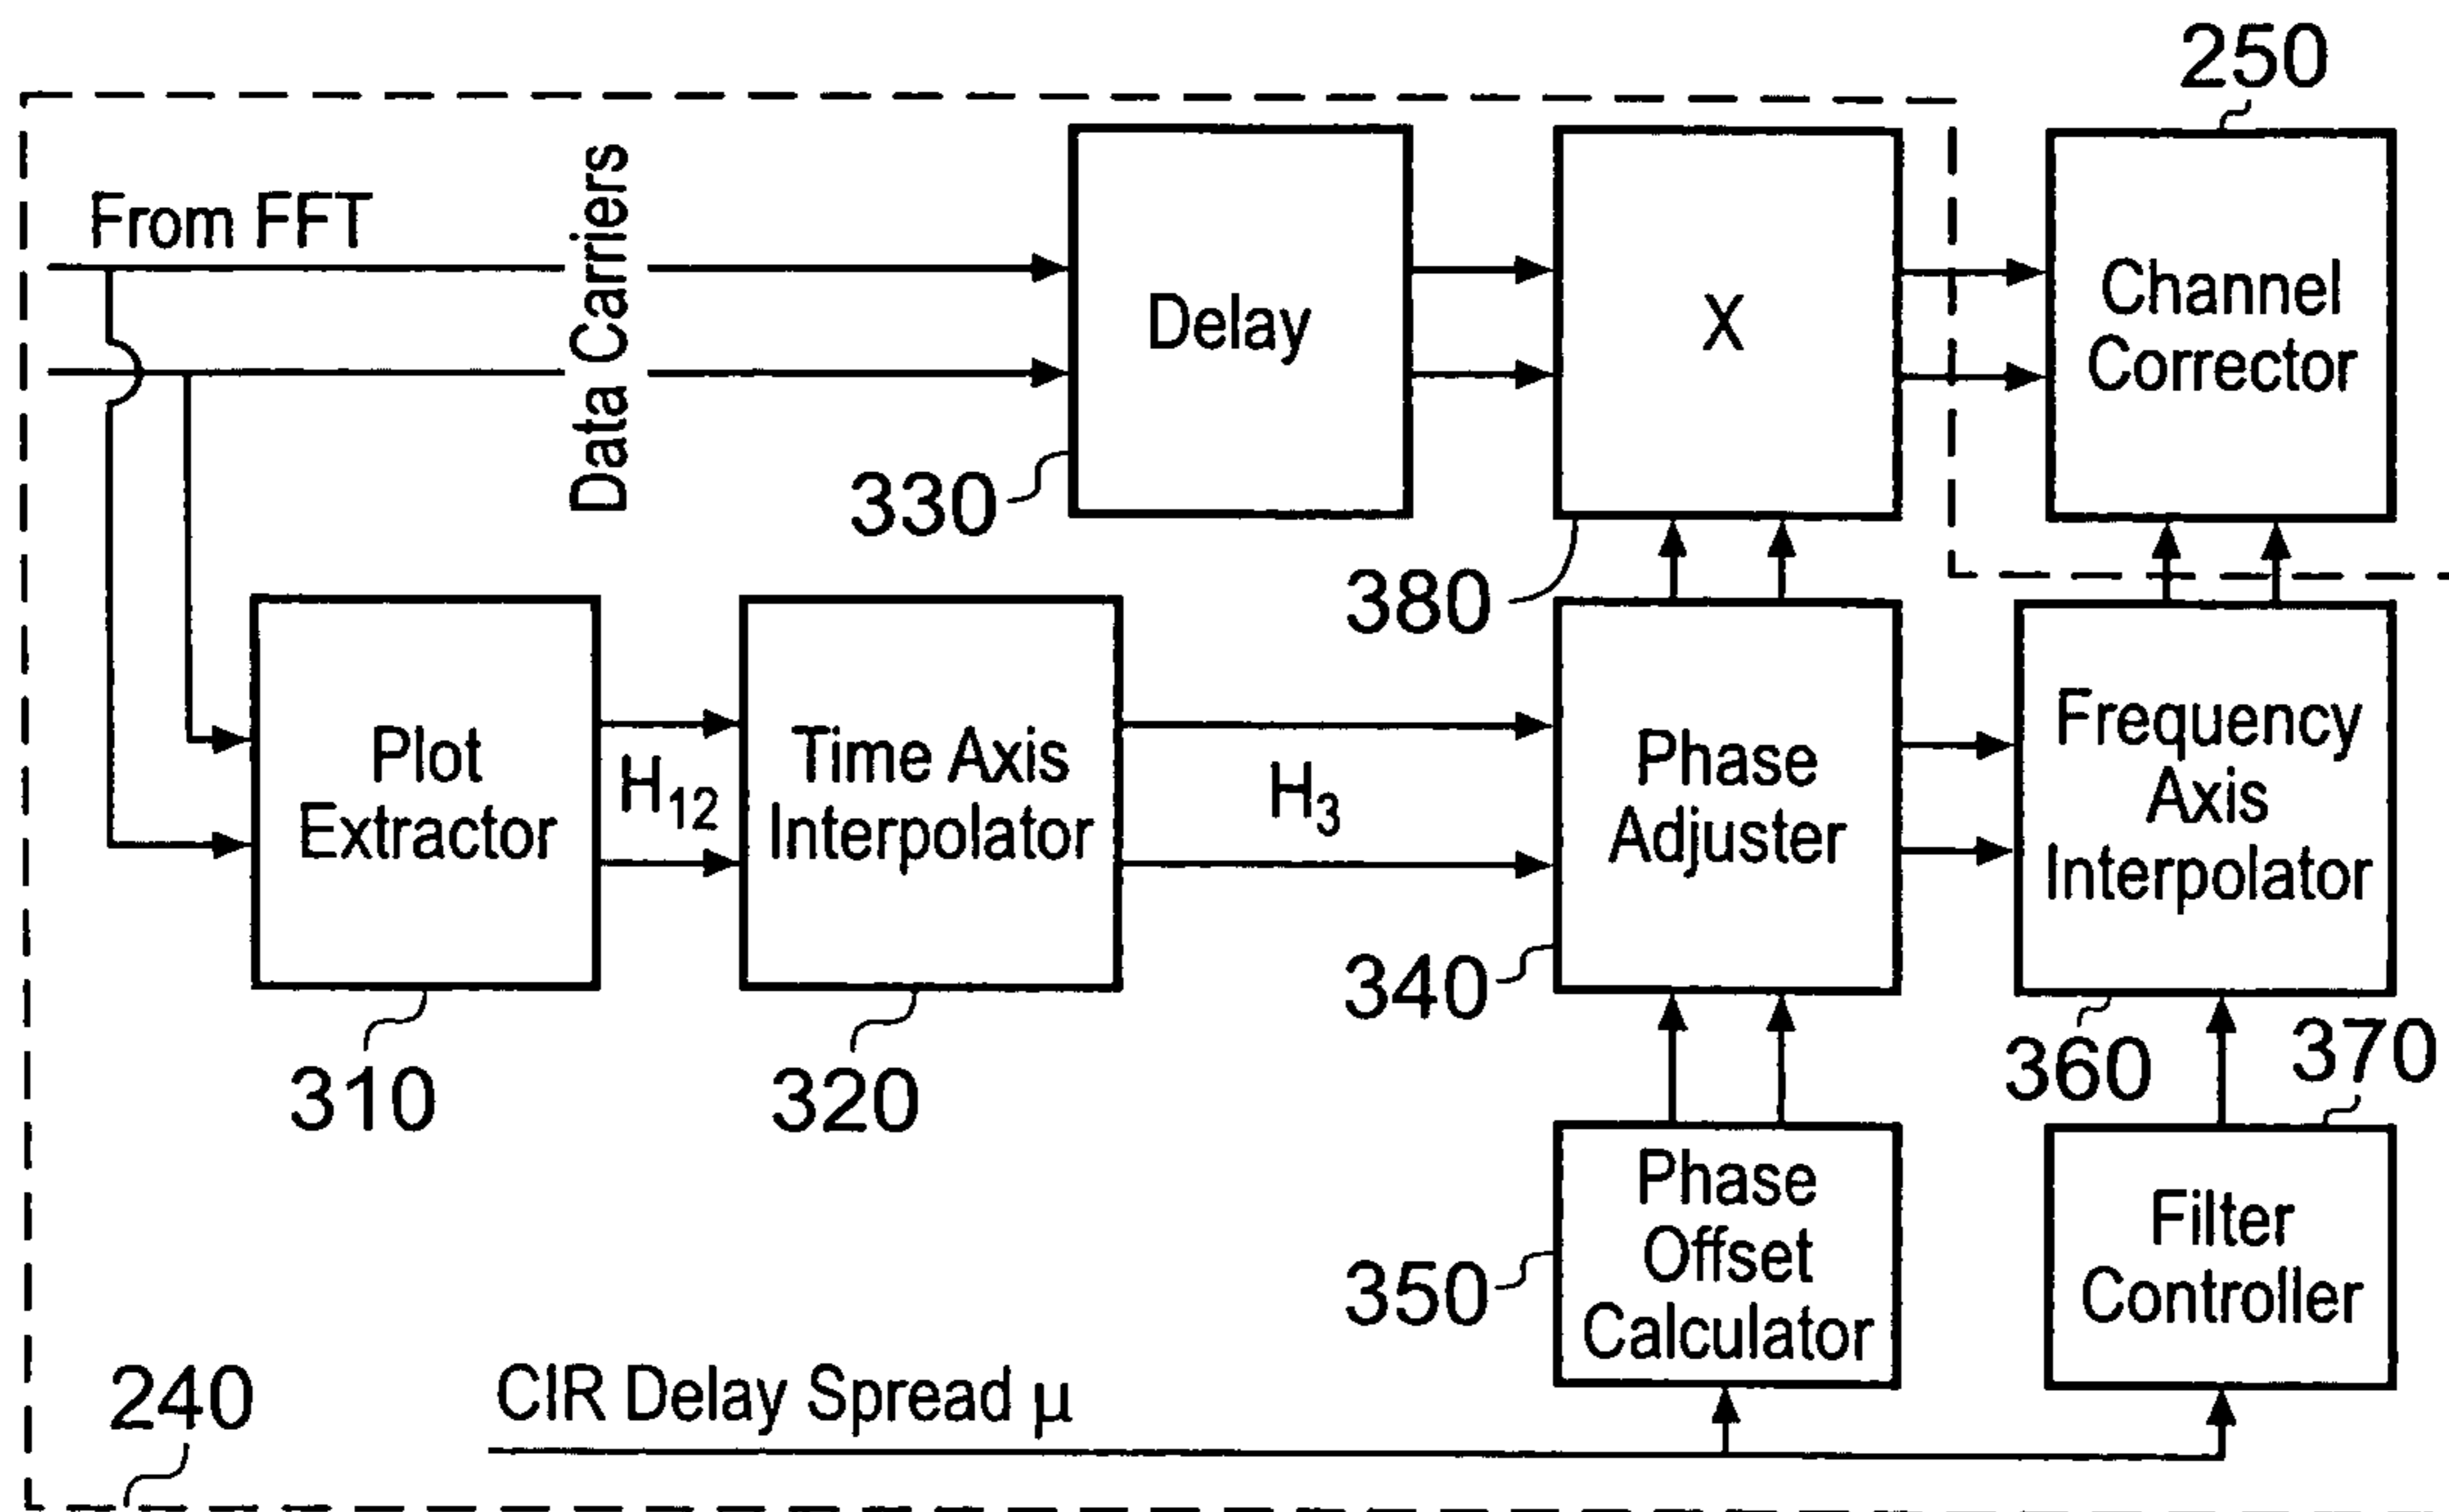 250
From FFT
Data Carriers
Delay
X
Channel
Corrector
330
380
Plot
Extractor
H12
Time Axis
Interpolator
H3
Phase
Adjuster
Frequency
Axis
Interpolator
310
320
340
360
370
Phase
Offset
Calculator
350
Filter
Controller
240
CIR Delay Spread µ